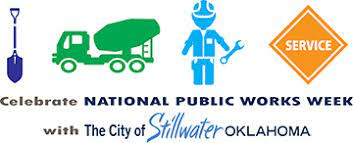 SERVICE
Celebrate NATIONAL PUBLIC WORKS WEEK
with The City of Stillwater OKLAHOMA